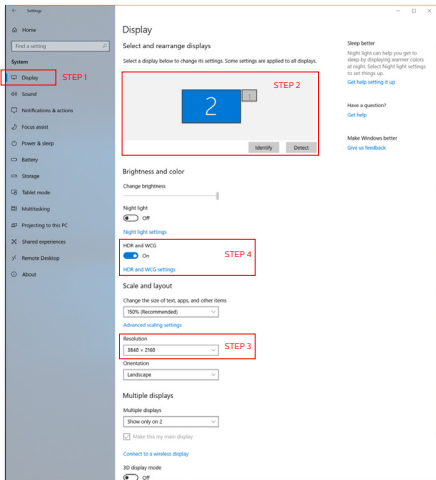 Settings
Home
Find a setting
System
Display STEP 1
Sound
Notifications & actions
Focus assist
Power & sleep
Battery
Storage
Tablet mode
Multitasking
Projecting to this PC
Shared experiences
Remote Desktop
About
Display
Select and rearrange displays
Select a display below to change its settings. Some settings are applied to all displays.
STEP 2
2
1
Identify Detect
Brightness and color
Change brightness
Night light
Off
Night light settings
HDR and WCG
On
STEP 4
HDR and WCG settings
Scale and layout
Change the size of text, apps, and other items
150% (Recommended)
Advanced scaling settings
Resolution
3840 × 2160
STEP 3
Orientation
Landscape
Multiple displays
Multiple displays
Show only on 2
Make this my main display
Connect to a wireless display
3D display mode
Off
Sleep better
Night light can help you get to
sleep by displaying warmer colors
at night. Select Night light settings
to set things up.
Get help setting it up
Have a question?
Get help
Make Windows better
Give us feedback